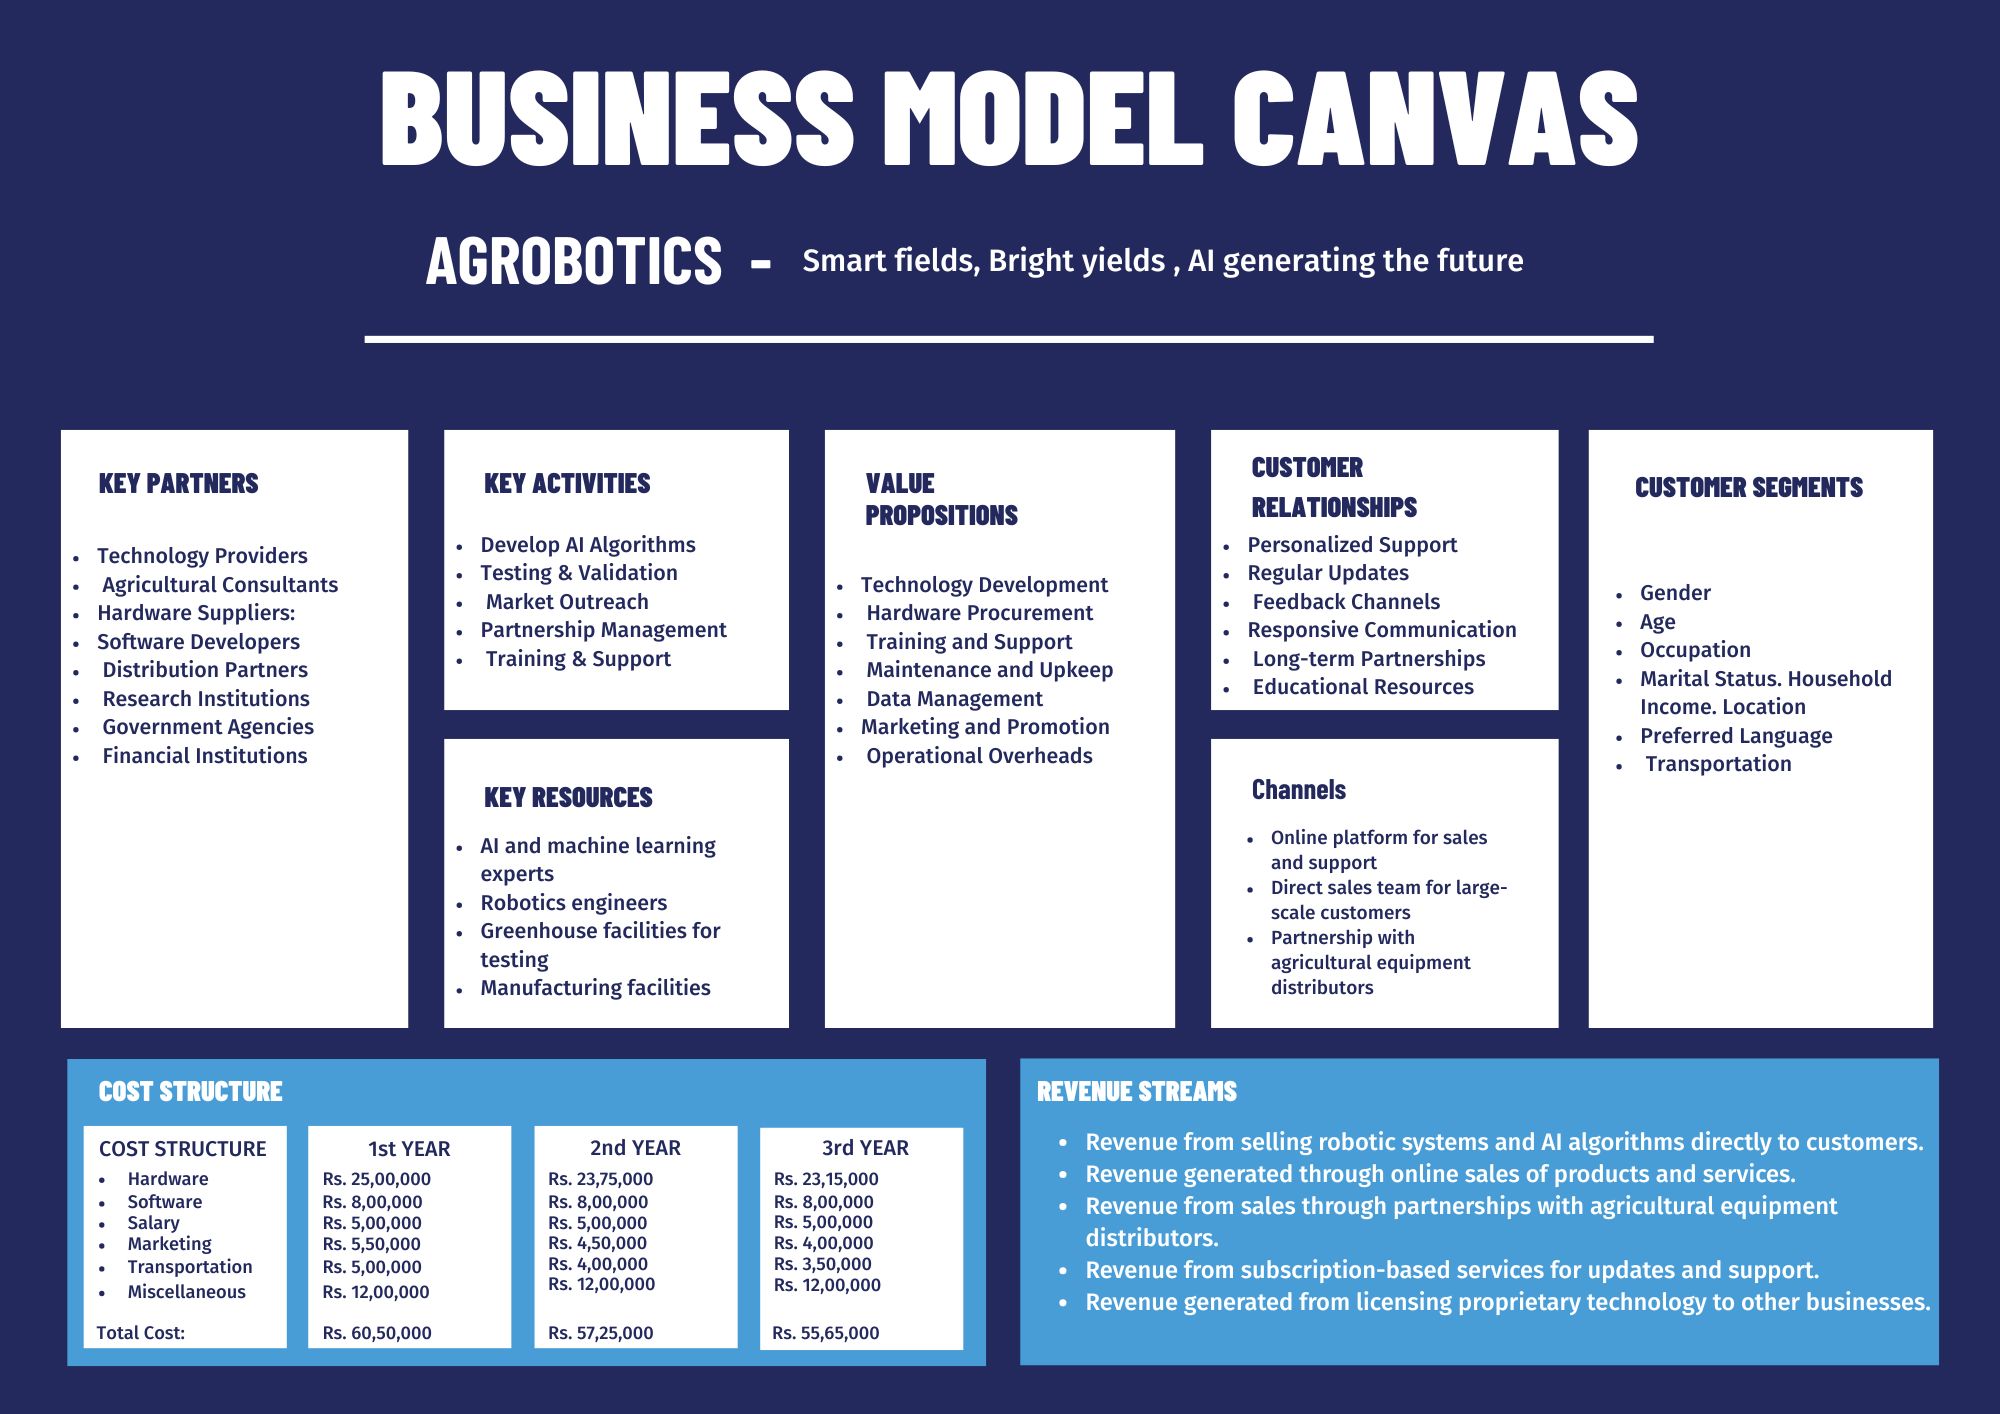 BUSINESS MODEL CANVAS
AGROBOTICS - Smart fields, Bright yields , AI generating the future
KEY PARTNERS
• Technology Providers
• Agricultural Consultants
• Hardware Suppliers:
• Software Developers
• Distribution Partners
• Research Institutions
• Government Agencies
• Financial Institutions
KEY ACTIVITIES
• Develop AI Algorithms
• Testing & Validation
• Market Outreach
• Partnership Management
• Training & Support
KEY RESOURCES
• AI and machine learning
experts
• Robotics engineers
• Greenhouse facilities for
testing
• Manufacturing facilities
VALUE
PROPOSITIONS
• Technology Development
• Hardware Procurement
• Training and Support
• Maintenance and Upkeep
• Data Management
• Marketing and Promotion
• Operational Overheads
CUSTOMER
RELATIONSHIPS
• Personalized Support
• Regular Updates
• Feedback Channels
• Responsive Communication
• Long-term Partnerships
• Educational Resources
Channels
• Online platform for sales
and support
• Direct sales team for large-
scale customers
• Partnership with
agricultural equipment
distributors
CUSTOMER SEGMENTS
• Gender
• Age
• Occupation
• Marital Status. Household
Income. Location
• Preferred Language
• Transportation
COST STRUCTURE
COST STRUCTURE
• Hardware
• Software
• Salary
• Marketing
• Transportation
• Miscellaneous
Total Cost:
1st YEAR
Rs. 25,00,000
Rs. 8,00,000
Rs. 5,00,000
Rs. 5,50,000
Rs. 5,00,000
Rs. 12,00,000
Rs. 60,50,000
2nd YEAR
Rs. 23,75,000
Rs. 8,00,000
Rs. 5,00,000
Rs. 4,50,000
Rs. 4,00,000
Rs. 12,00,000
Rs. 57,25,000
3rd YEAR
Rs. 23,15,000
Rs. 8,00,000
Rs. 5,00,000
Rs. 4,00,000
Rs. 3,50,000
Rs. 12,00,000
Rs. 55,65,000
REVENUE STREAMS
• Revenue from selling robotic systems and AI algorithms directly to customers.
• Revenue generated through online sales of products and services.
• Revenue from sales through partnerships with agricultural equipment
distributors.
• Revenue from subscription-based services for updates and support.
• Revenue generated from licensing proprietary technology to other businesses.